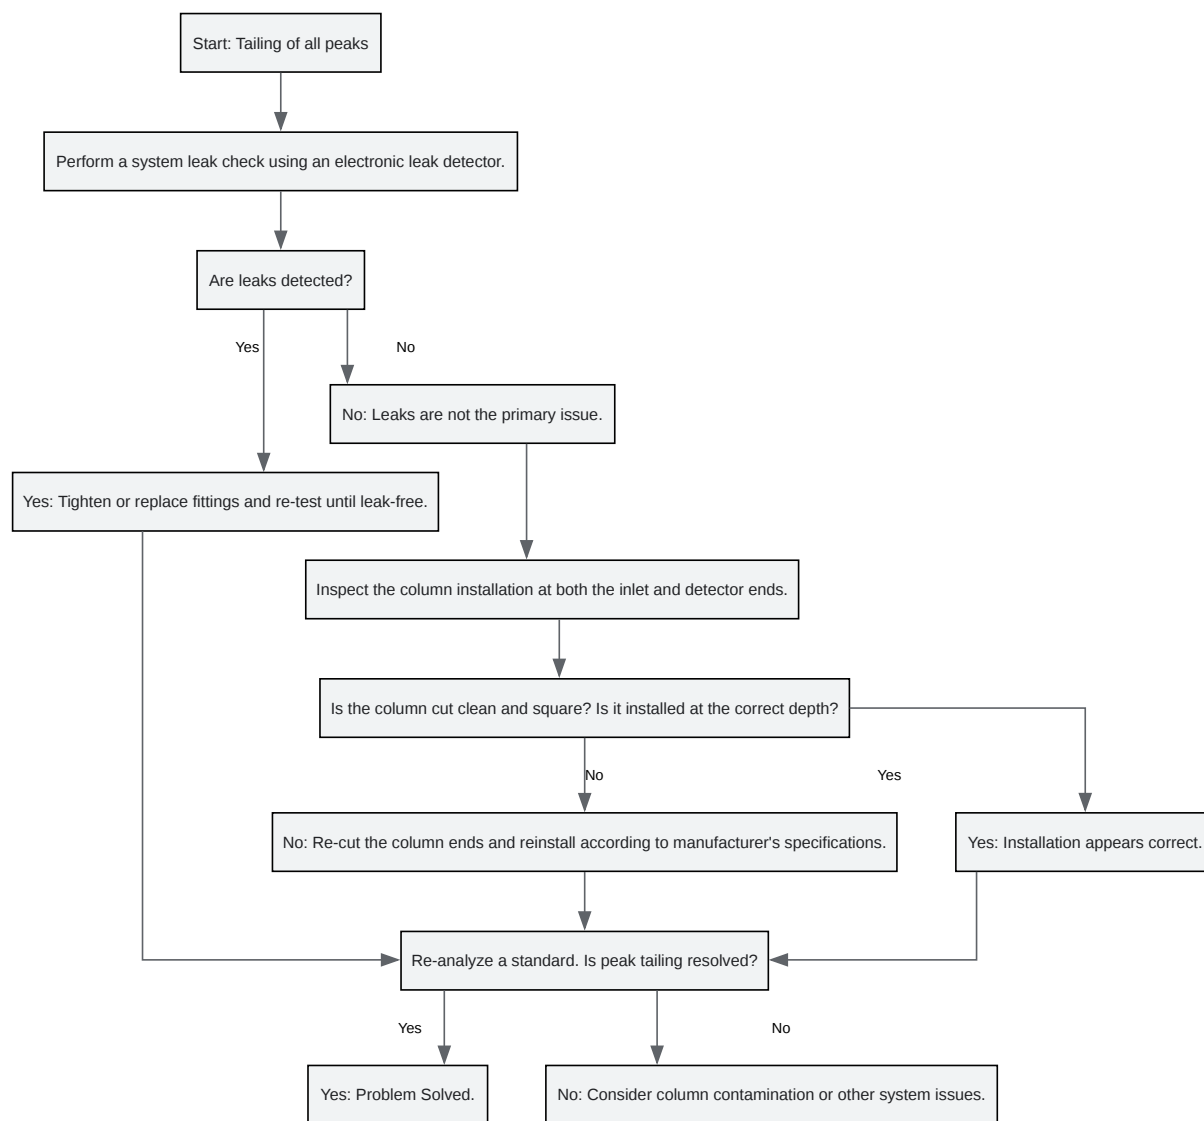 Start: Tailing of all peaks
Perform a system leak check using an electronic leak detector.
Are leaks detected?
Yes
No
No: Leaks are not the primary issue.
Yes: Tighten or replace fittings and re-test until leak-free.
Inspect the column installation at both the inlet and detector ends.
Is the column cut clean and square? Is it installed at the correct depth?
No
Yes
No: Re-cut the column ends and reinstall according to manufacturer's specifications.
Yes: Installation appears correct.
Re-analyze a standard. Is peak tailing resolved?
Yes
No
Yes: Problem Solved.
No: Consider column contamination or other system issues.